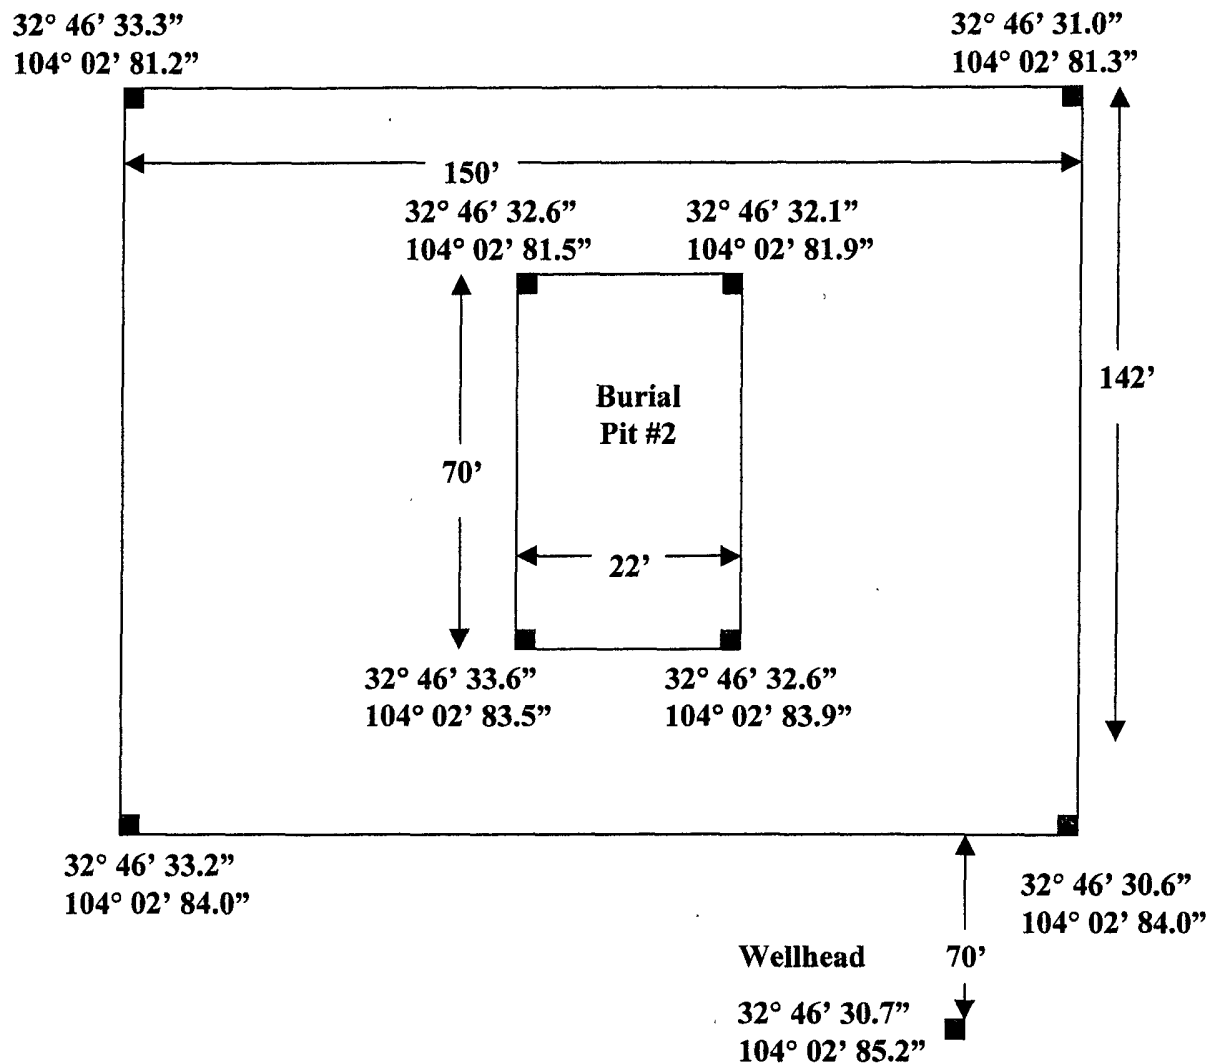 32° 46’ 33.3”
104° 02’ 81.2”
32° 46’ 31.0”
104° 02’ 81.3”
150’
32° 46’ 32.6”
104° 02’ 81.5”
32° 46’ 32.1”
104° 02’ 81.9”
142’
Burial
Pit #2
70’
22’
32° 46’ 33.6”
104° 02’ 83.5”
32° 46’ 32.6”
104° 02’ 83.9”
32° 46’ 33.2”
104° 02’ 84.0”
32° 46’ 30.6”
104° 02’ 84.0”
Wellhead
70’
32° 46’ 30.7”
104° 02’ 85.2”